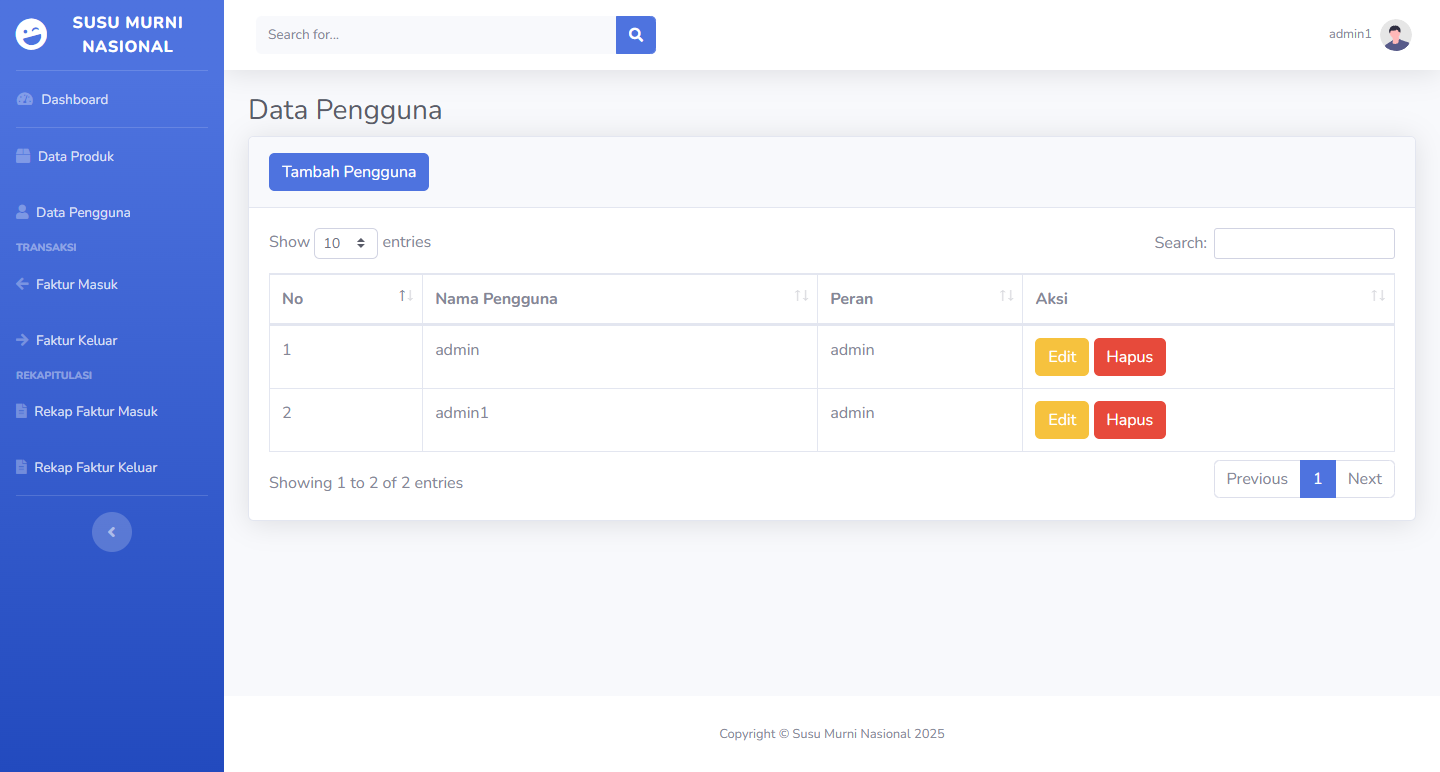 SUSU MURNI
NASIONAL
Search for...
admin1
Dashboard
Data Produk
Data Pengguna
TRANSAKSI
Faktur Masuk
Faktur Keluar
REKAPITULASI
Rekap Faktur Masuk
Rekap Faktur Keluar
Data Pengguna
Tambah Pengguna
Show 10 entries
Search:
No Nama Pengguna Peran Aksi
1 admin admin Edit Hapus
2 admin1 admin Edit Hapus
Showing 1 to 2 of 2 entries
Previous 1 Next
Copyright © Susu Murni Nasional 2025